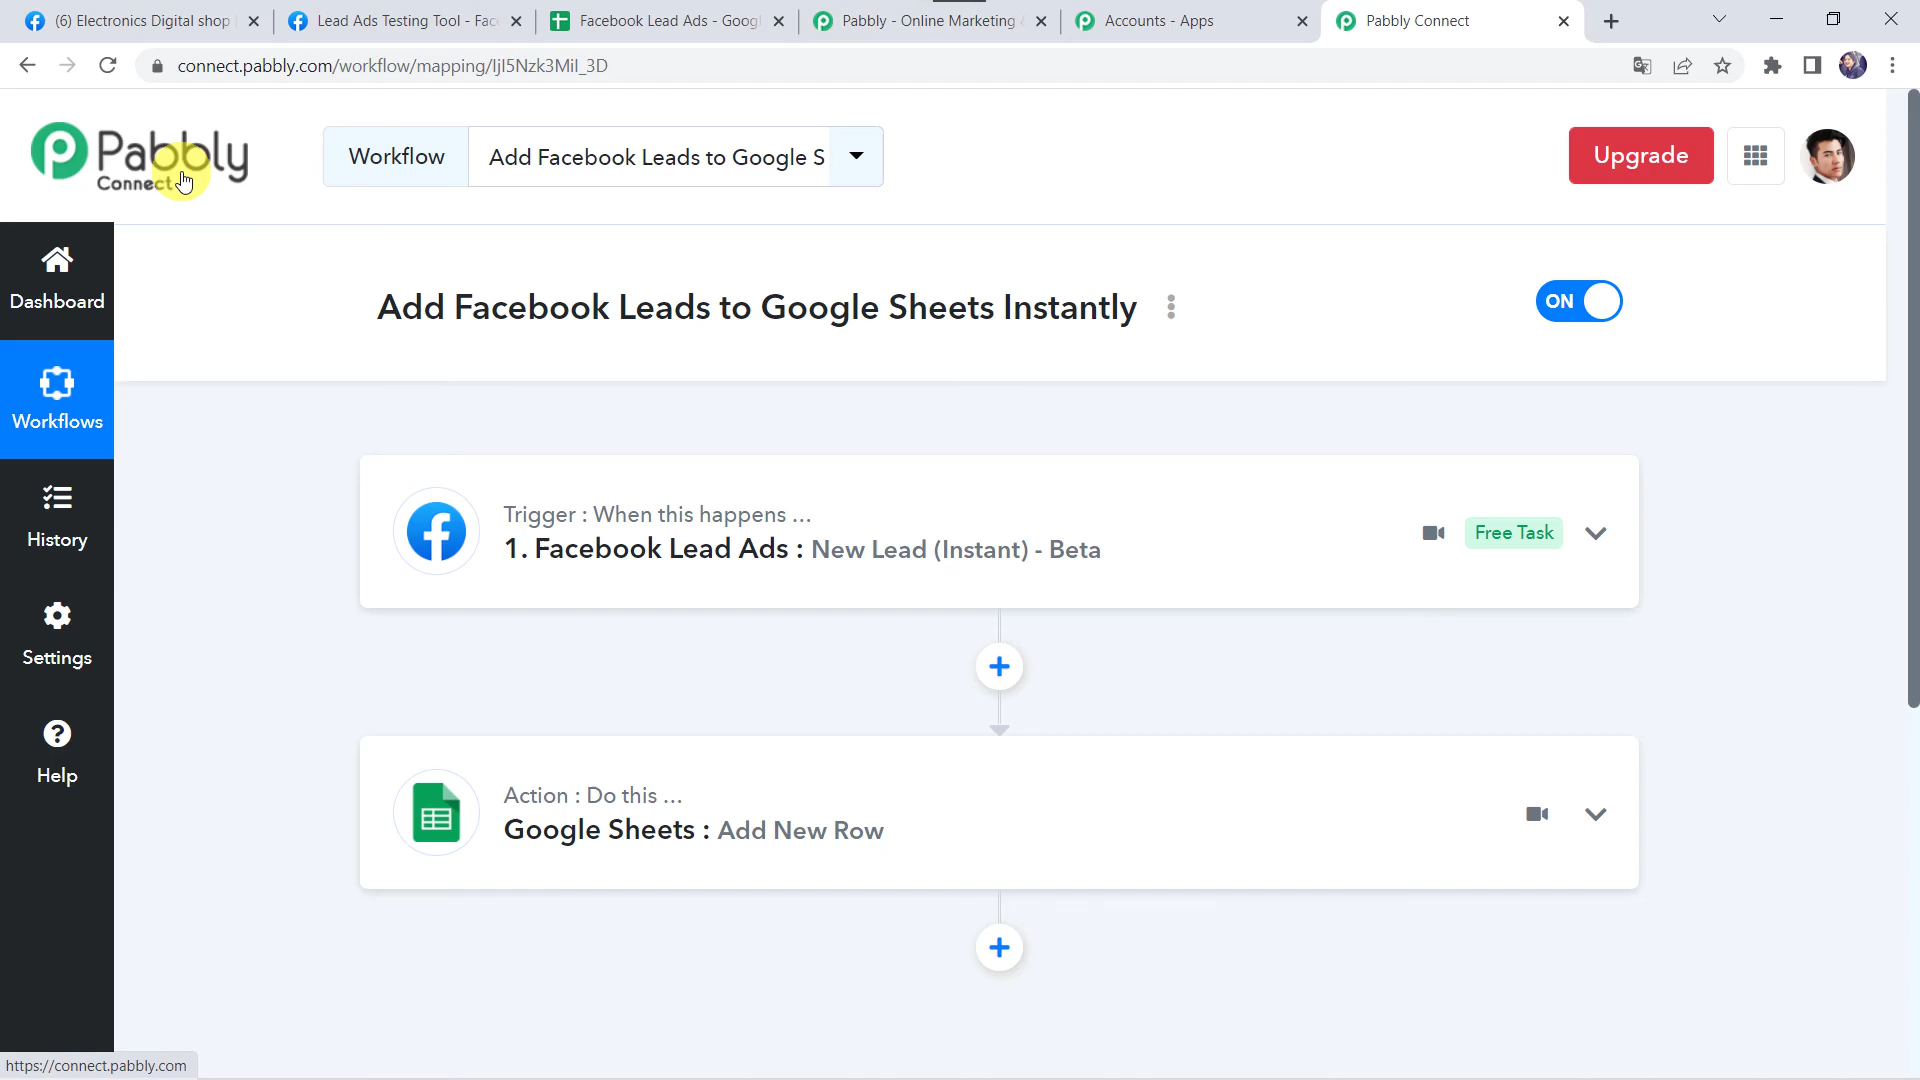 (6) Electronics Digital shop
Lead Ads Testing Tool - Fac
Facebook Lead Ads - Googl
Pabbly - Online Marketing
Accounts - Apps
Pabbly Connect
connect.pabbly.com/workflow/mapping/IjI5Nzk3MiI_3D
Pabbly
Connect
Workflow
Add Facebook Leads to Google S
Upgrade
Dashboard
Workflows
History
Settings
Help
Add Facebook Leads to Google Sheets Instantly
ON
Trigger : When this happens ...
1. Facebook Lead Ads : New Lead (Instant) - Beta
Free Task
Action : Do this ...
Google Sheets : Add New Row
https://connect.pabbly.com